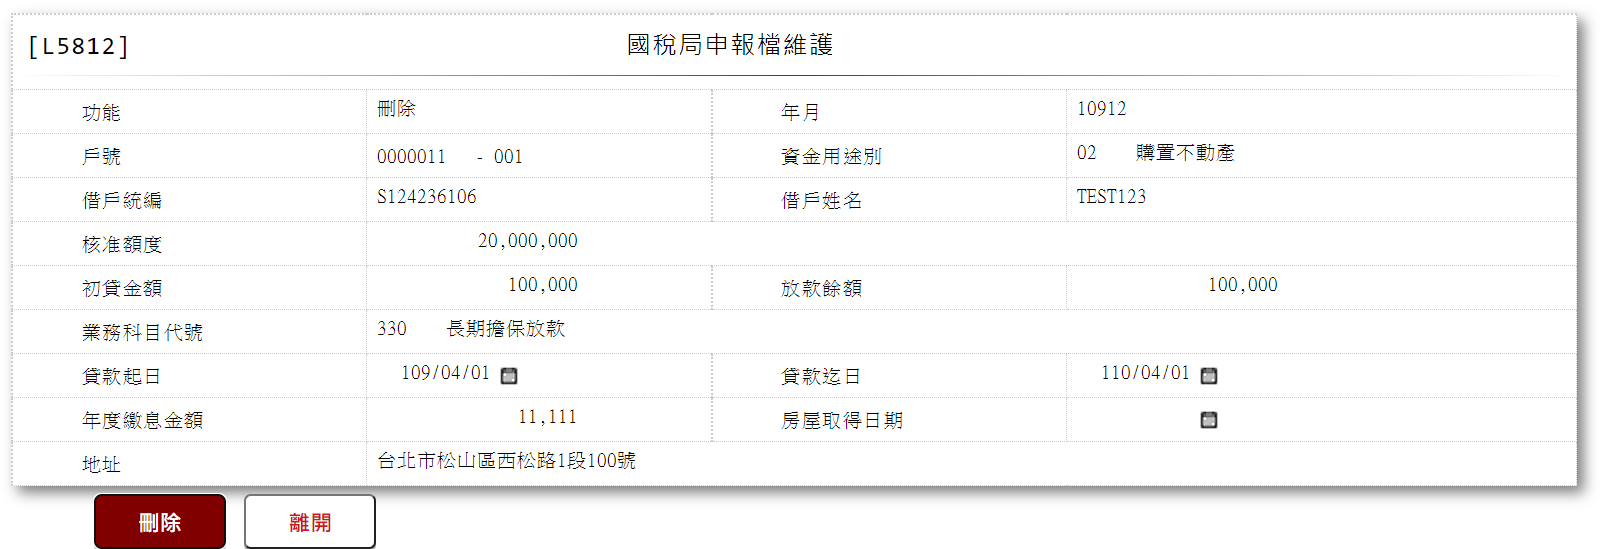 [L5812] 國稅局申報檔維護
功能 刪除 年月 10912
戶號 0000011 - 001 資金用途別 02 購置不動產
借戶統編 S124236106 借戶姓名 TEST123
核准額度 20,000,000
初貸金額 100,000 放款餘額 100,000
業務科目代號 330 長期擔保放款
貸款起日 109/04/01 貸款迄日 110/04/01
年度繳息金額 11,111 房屋取得日期
地址 台北市松山區西松路1段100號
刪除 離開